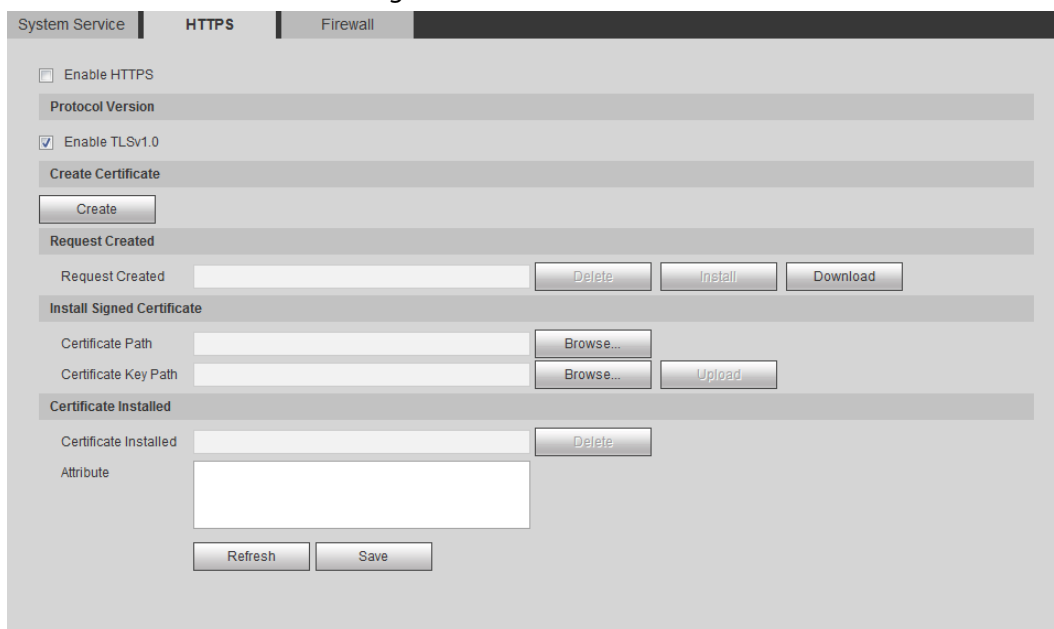 System Service HTTPS Firewall
Enable HTTPS
Protocol Version
Enable TLSv1.0
Create Certificate
Create
Request Created
Request Created Delete Install Download
Install Signed Certificate
Certificate Path Browse...
Certificate Key Path Browse... Upload
Certificate Installed
Certificate Installed Delete
Attribute
Refresh Save